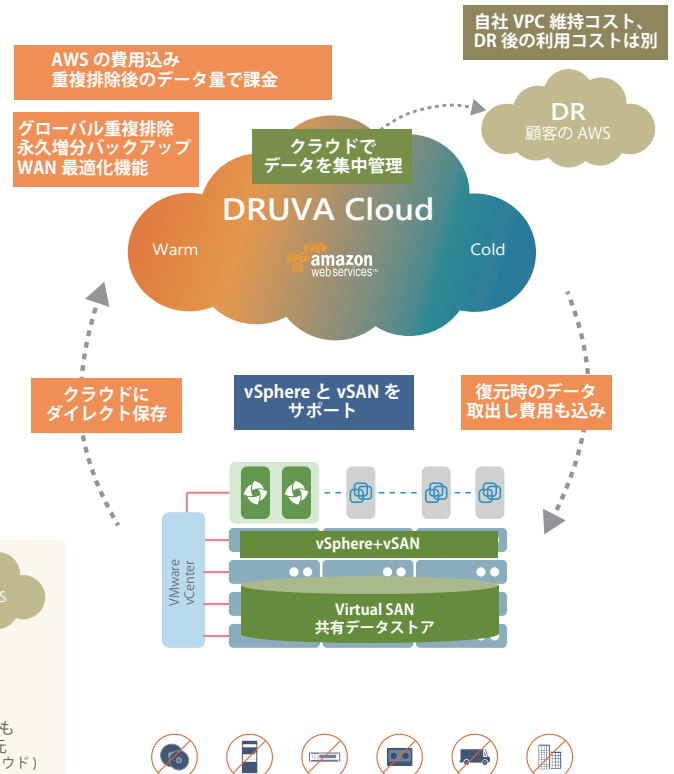 自社 VPC 維持コスト、
DR 後の利用コストは別
AWS の費用込み
重複排除後のデータ量で課金
DR
顧客の AWS
グローバル重複排除
永久増分バックアップ
WAN 最適化機能
クラウドで
データを集中管理
DRUVA Cloud
Warm
Cold
amazon
webservices™
クラウドに
ダイレクト保存
vSphere と vSAN を
サポート
復元時のデータ
取出し費用も込み
VMware
vCenter
vSphere+vSAN
Virtual SAN
共有データストア
S
も
元
ウド）